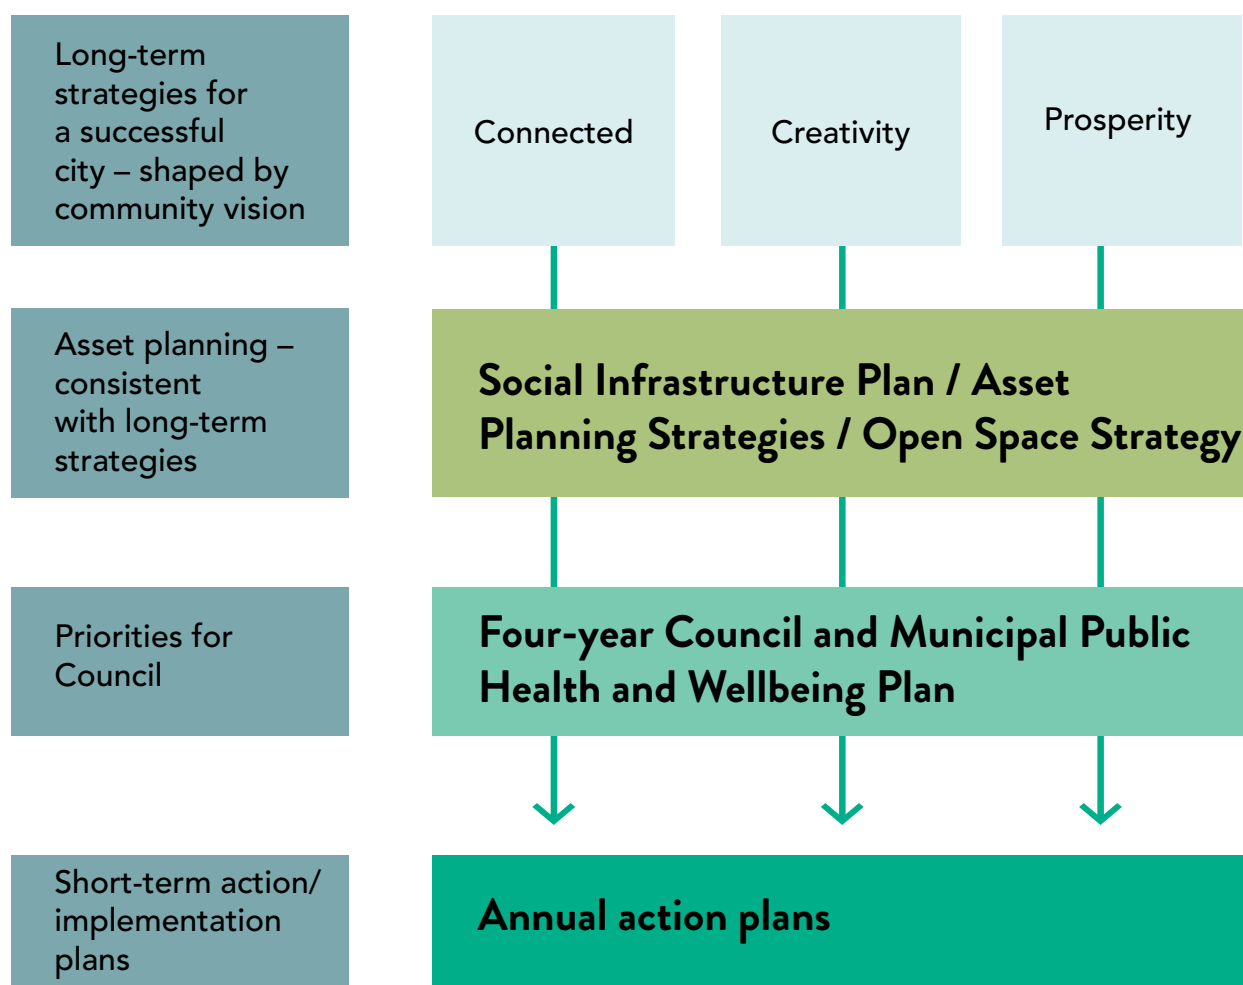 Long-term
strategies for
a successful
city – shaped by
community vision
Connected
Creativity
Prosperity
Asset planning –
consistent
with long-term
strategies
Social Infrastructure Plan / Asset
Planning Strategies / Open Space Strategy
Priorities for
Council
Four-year Council and Municipal Public
Health and Wellbeing Plan
Short-term action/
implementation
plans
Annual action plans